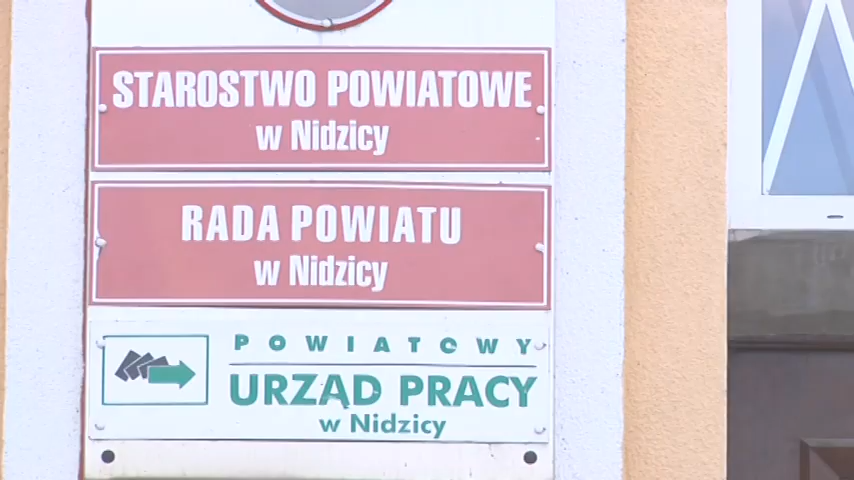 STAROSTWO POWIATOWE
w Nidzicy
RADA POWIATU
w Nidzicy
POWIATOWY
URZĄD PRACY
w Nidzicy